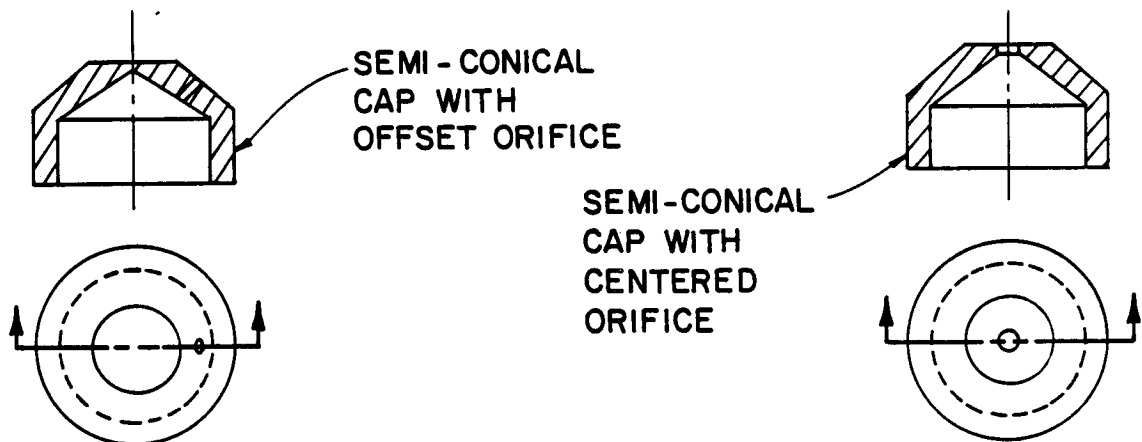 SEMI-CONICAL
CAP WITH
OFFSET ORIFICE
SEMI-CONICAL
CAP WITH
CENTERED
ORIFICE